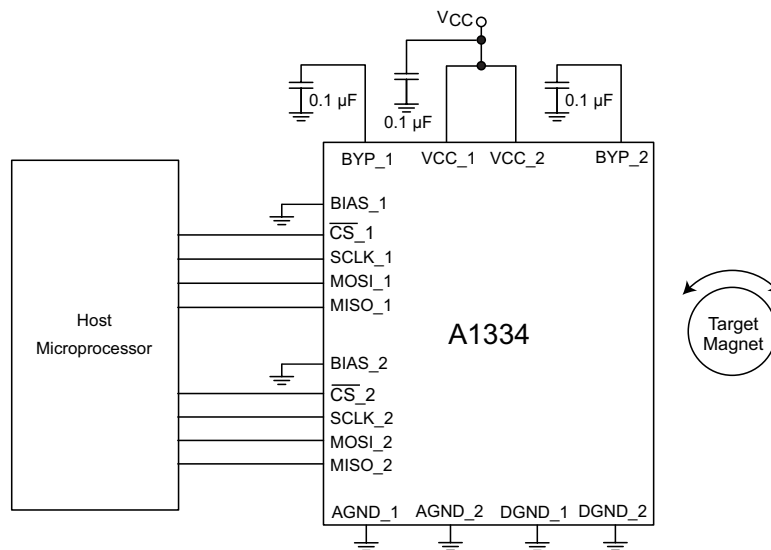 VCC
0.1 µF
0.1 µF
0.1 µF
BYP_1
VCC_1
VCC_2
BYP_2
BIAS_1
CS_1
SCLK_1
MOSI_1
MISO_1
Host
Microprocessor
A1334
Target
Magnet
BIAS_2
CS_2
SCLK_2
MOSI_2
MISO_2
AGND_1
AGND_2
DGND_1
DGND_2